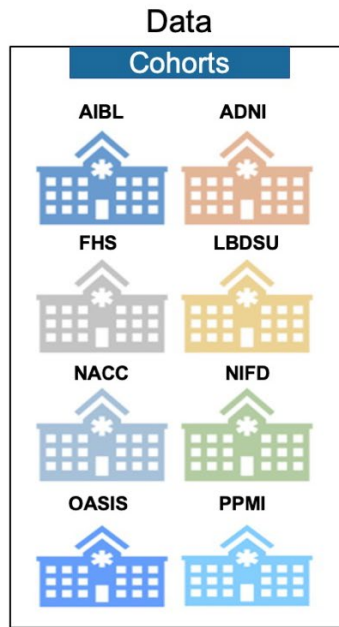 Data
Cohorts
AIBL ADNI
FHS LBDSU
NACC NIFD
OASIS PPMI